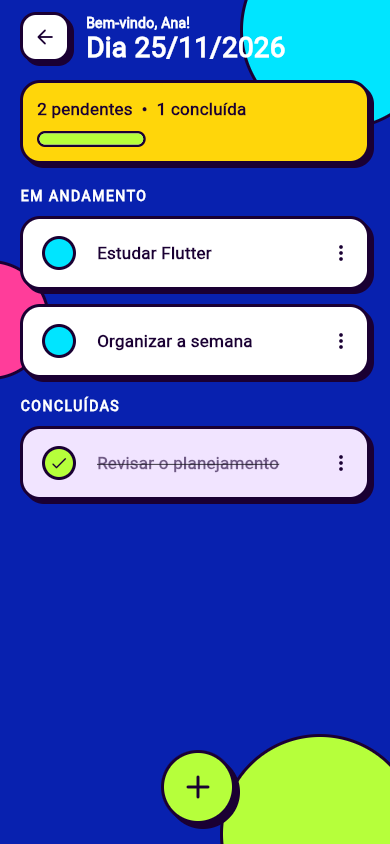 Bem-vindo, Ana!
Dia 25/11/2026
2 pendentes • 1 concluída
EM ANDAMENTO
Estudar Flutter
Organizar a semana
CONCLUÍDAS
Revisar o planejamento